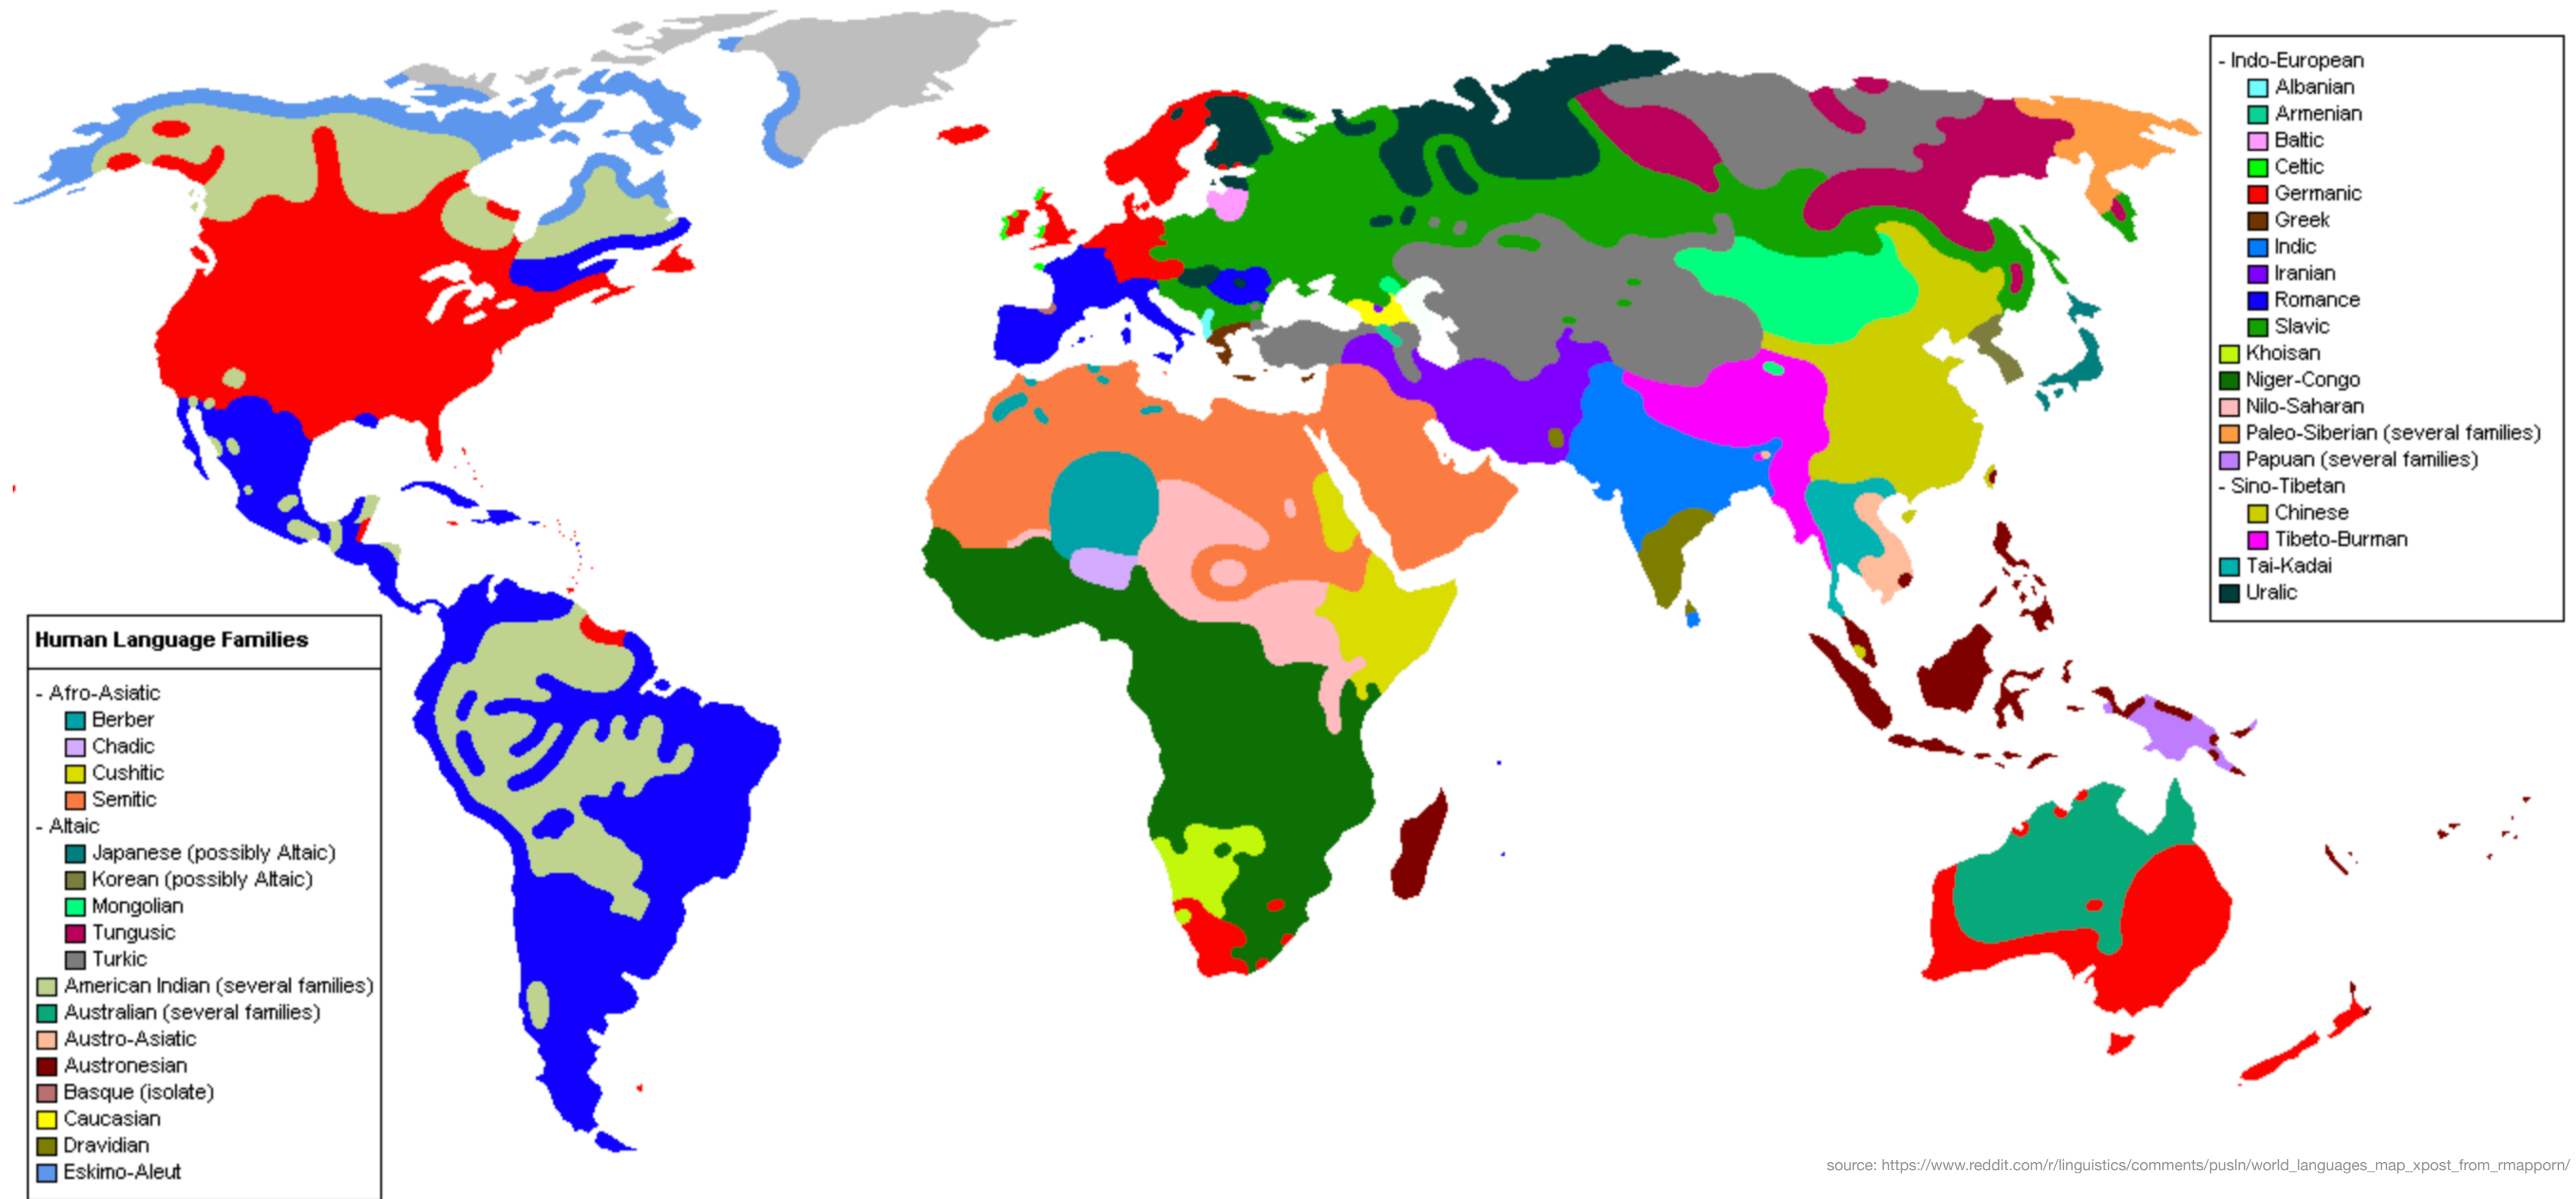 Human Language Families
- Afro-Asiatic
Berber
Chadic
Cushitic
Semitic
- Altaic
Japanese (possibly Altaic)
Korean (possibly Altaic)
Mongolian
Tungusic
Turkic
American Indian (several families)
Australian (several families)
Austro-Asiatic
Austronesian
Basque (isolate)
Caucasian
Dravidian
Eskimo-Aleut
- Indo-European
Albanian
Armenian
Baltic
Celtic
Germanic
Greek
Indic
Iranian
Romance
Slavic
Khoisan
Niger-Congo
Nilo-Saharan
Paleo-Siberian (several families)
Papuan (several families)
- Sino-Tibetan
Chinese
Tibeto-Burman
Tai-Kadai
Uralic
source: https://www.reddit.com/r/linguistics/comments/pusln/world_languages_map_xpost_from_rmapporn/